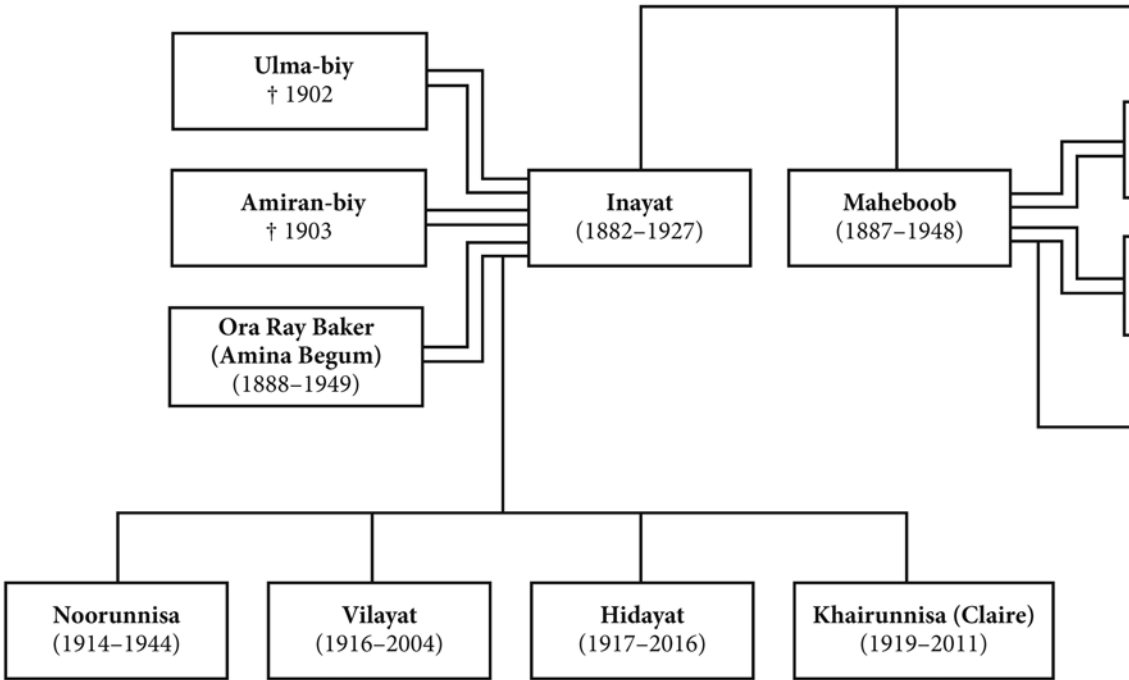 Ulma-biy
† 1902
Amiran-biy
† 1903
Inayat
(1882–1927)
Maheboob
(1887–1948)
Ora Ray Baker
(Amina Begum)
(1888–1949)
Noorunnisa
(1914–1944)
Vilayat
(1916–2004)
Hidayat
(1917–2016)
Khairunnisa (Claire)
(1919–2011)